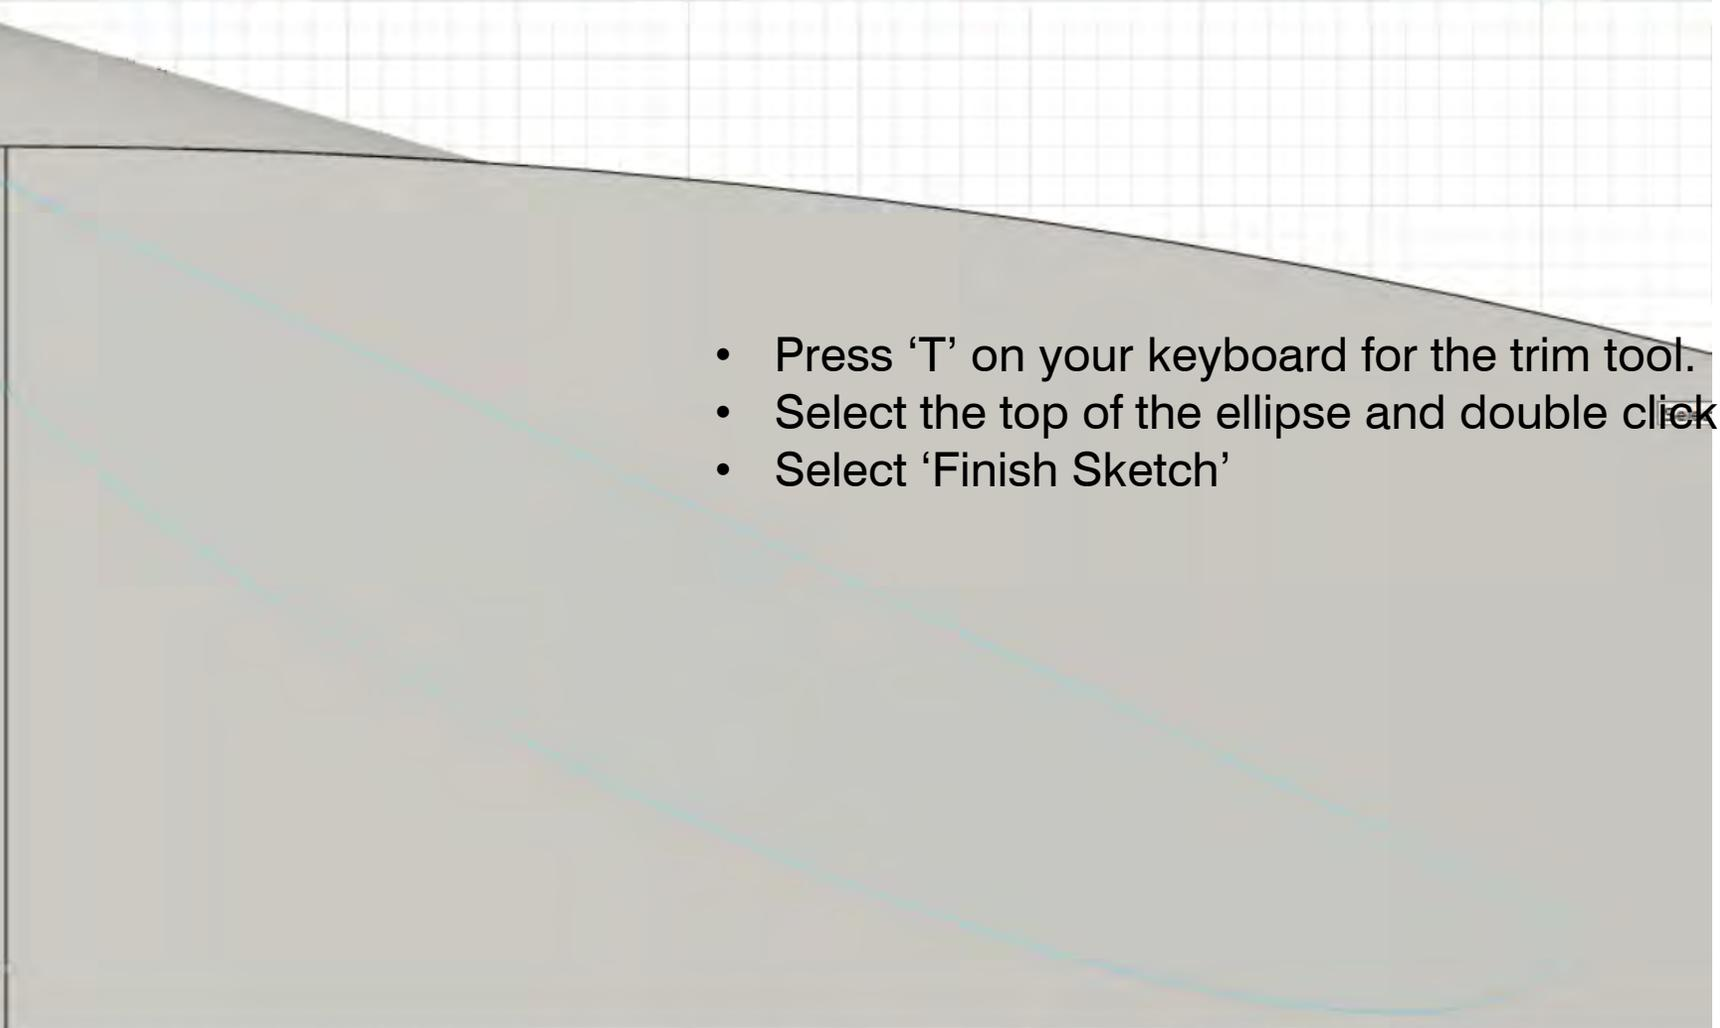 • Press ‘T’ on your keyboard for the trim tool.
• Select the top of the ellipse and double click
• Select ‘Finish Sketch’